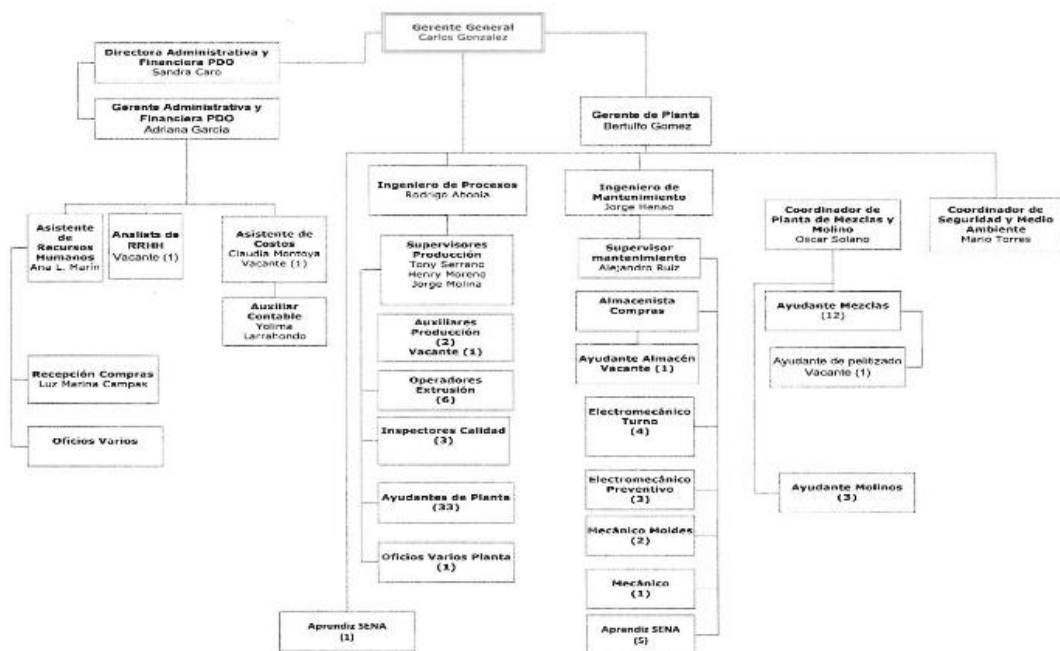 Gerente General
Carlos Gonzalez
Directora Administrativa y
Financiera PDO
Sandra Caro
Gerente Administrativa y
Financiera PDO
Adriana Garcia
Gerente de Planta
Bertulfo Gomez
Asistente
de
Recursos
Humanos
Ana L. Marin
Analista de
RRHH
Vacante (1)
Asistente de
Costos
Claudia Montoya
Vacante (1)
Auxiliar
Contable
Yolima
Larrahondo
Recepción Compras
Luz Marina Campas
Oficios Varios
Ingeniero de Procesos
Rodrigo Abonia
Supervisores
Producción
Tony Serrano
Henry Moreno
Jorge Molina
Auxiliares
Producción
(2)
Vacante (1)
Operadores
Extrusión
(6)
Inspectores Calidad
(3)
Ayudantes de Planta
(33)
Oficios Varios Planta
(1)
Aprendiz SENA
(1)
Ingeniero de
Mantenimiento
Jorge Henao
Supervisor
mantenimiento
Alejandro Ruiz
Almacenista
Compras
Ayudante Almacén
Vacante (1)
Electromecánico
Turno
(4)
Electromecánico
Preventivo
(3)
Mecánico Moldes
(2)
Mecánico
(1)
Aprendiz SENA
(5)
Coordinador de
Planta de Mezclas y
Molino
Oscar Solano
Ayudante Mezclas
(12)
Ayudante de pelitizado
Vacante (1)
Ayudante Molinos
(3)
Coordinador de
Seguridad y Medio
Ambiente
Mario Torres